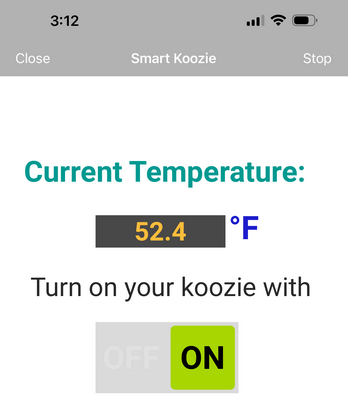 3:12
Close Smart Koozie Stop
Current Temperature:
52.4 °F
Turn on your koozie with
OFF ON